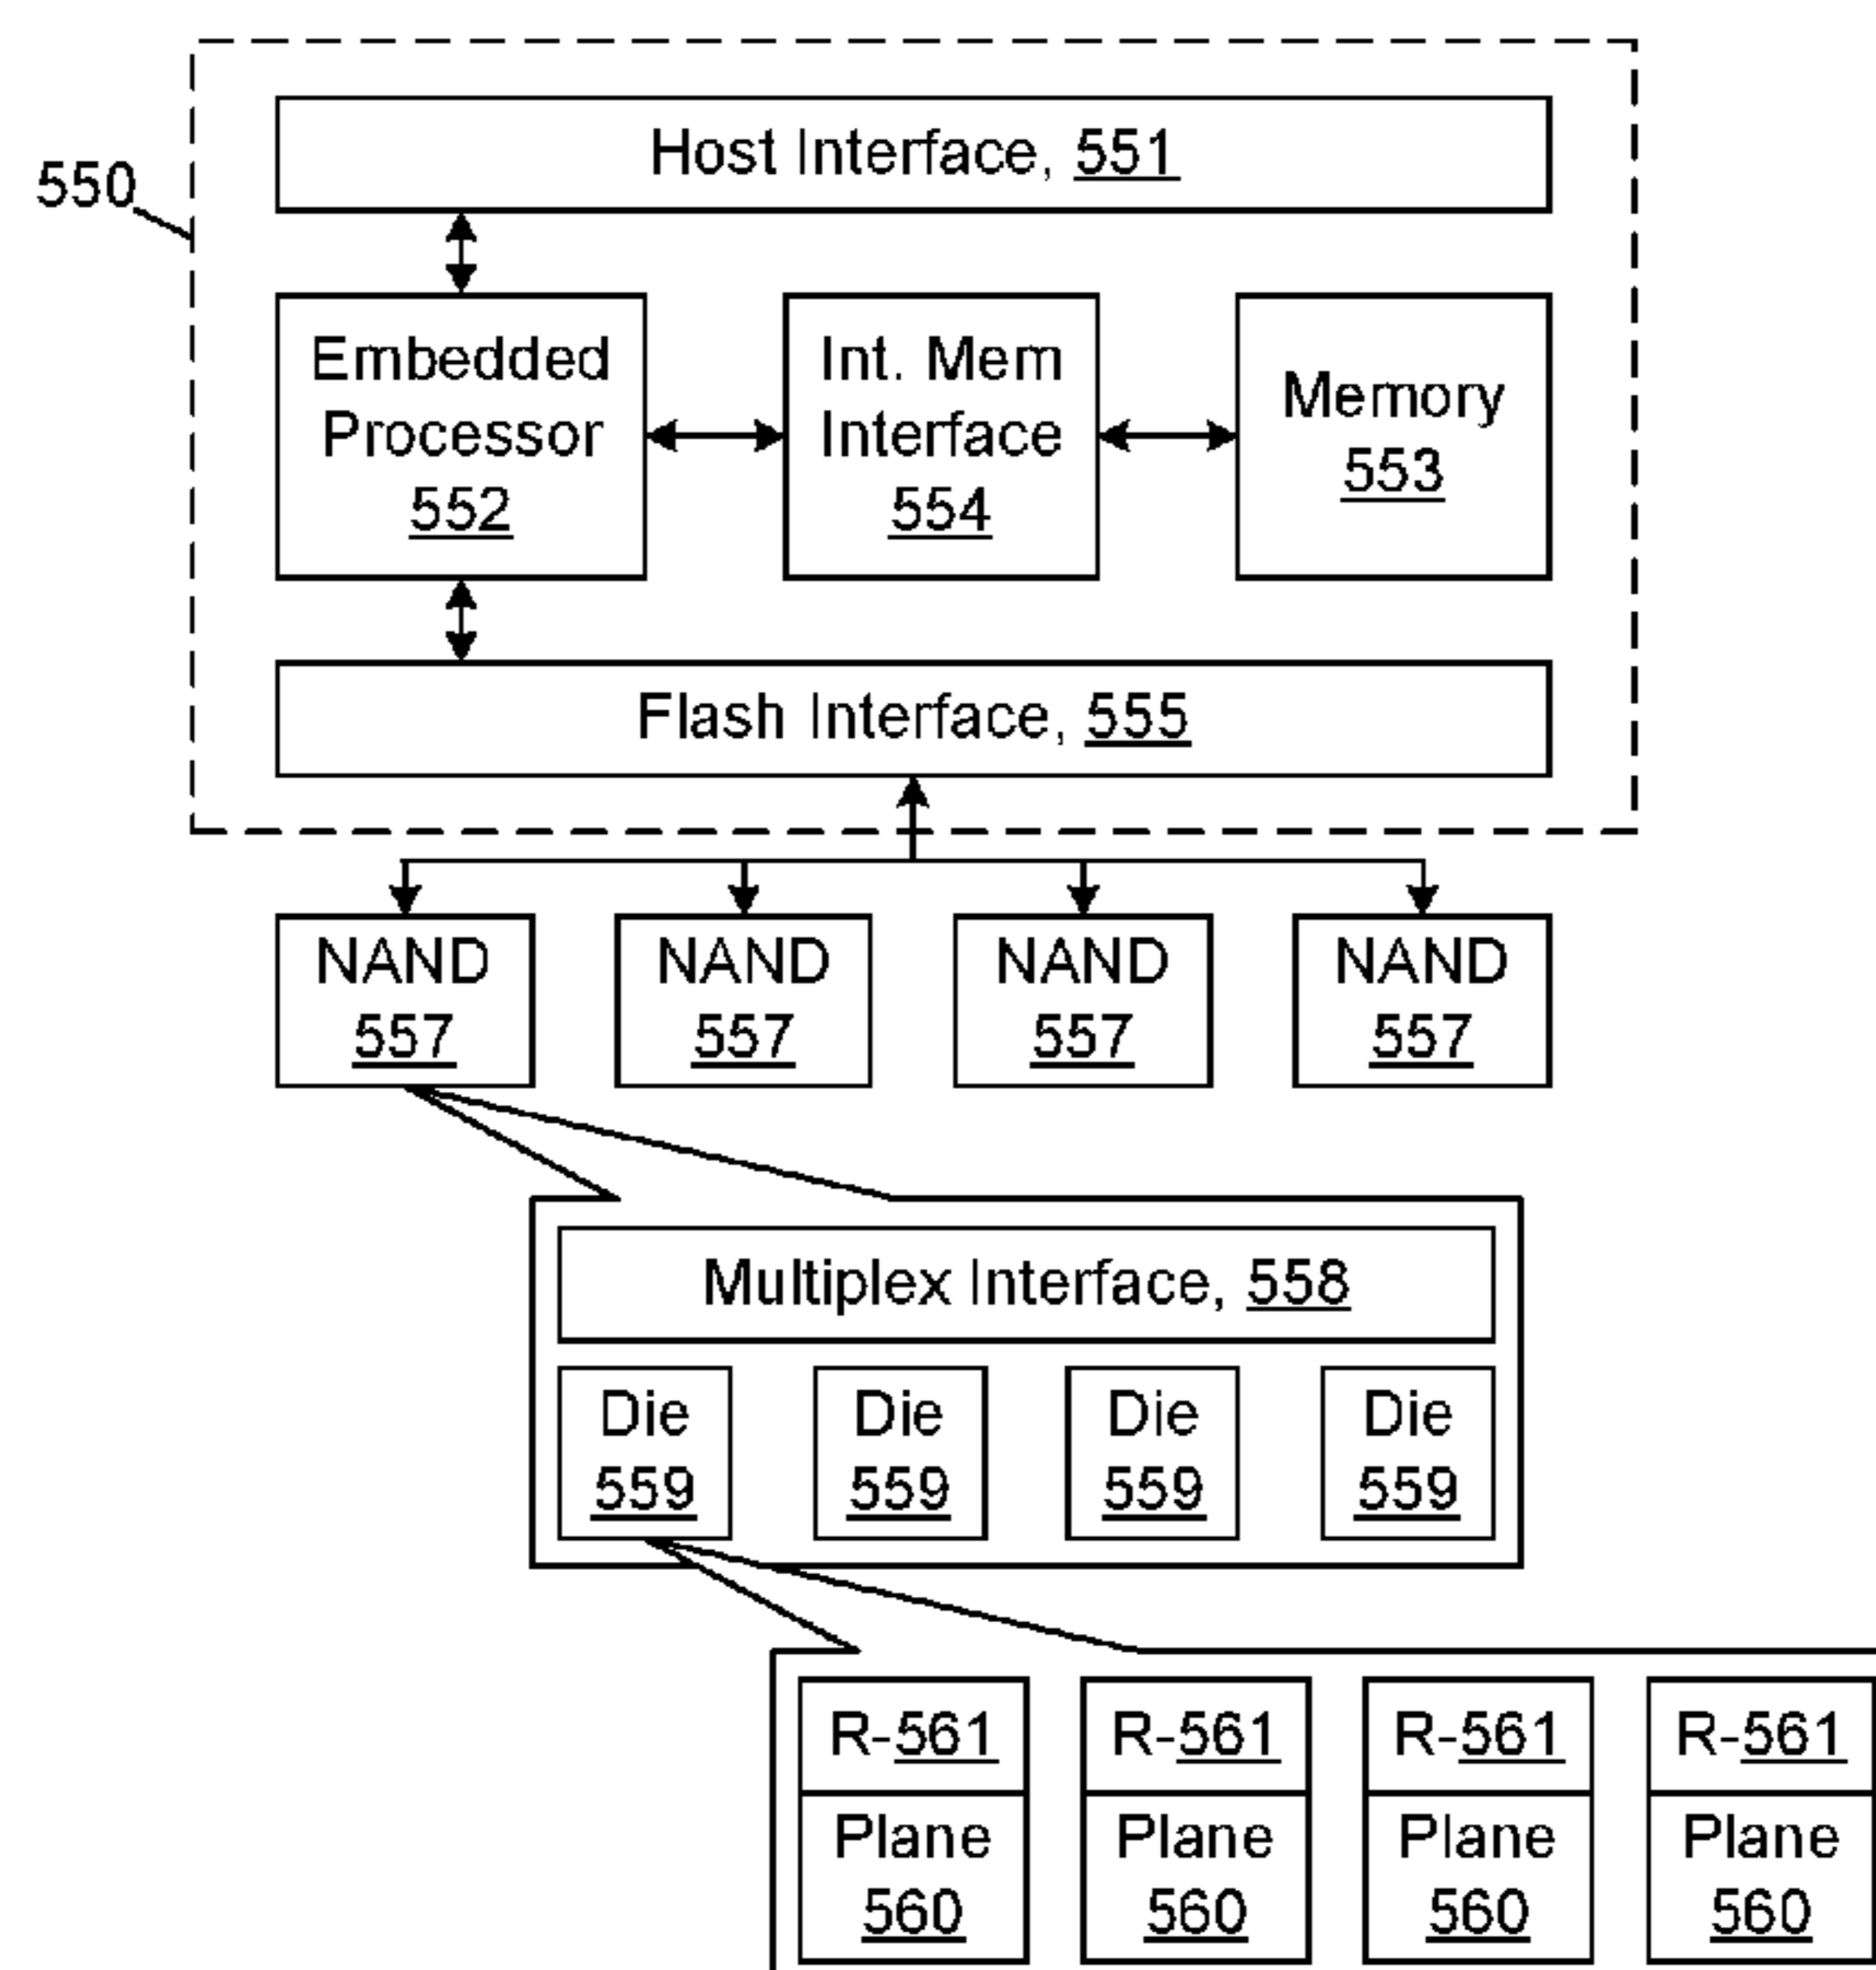 Host Interface, 551
550
Embedded
Processor
552
Int. Mem
Interface
554
Memory
553
Flash Interface, 555
NAND
557
NAND
557
NAND
557
NAND
557
Multiplex Interface, 558
Die
559
Die
559
Die
559
Die
559
R-561
Plane
560
R-561
Plane
560
R-561
Plane
560
R-561
Plane
560